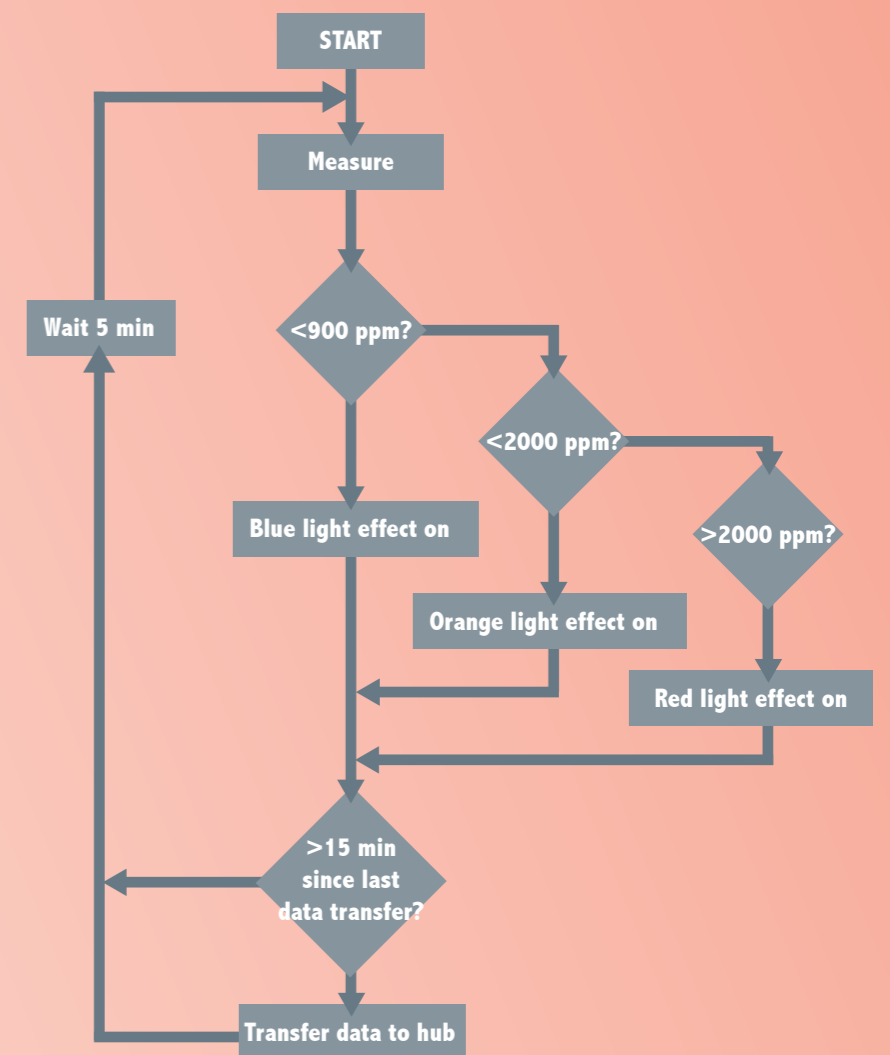 START
Measure
Wait 5 min
<900 ppm?
<2000 ppm?
>2000 ppm?
Blue light effect on
Orange light effect on
Red light effect on
>15 min
since last
data transfer?
Transfer data to hub